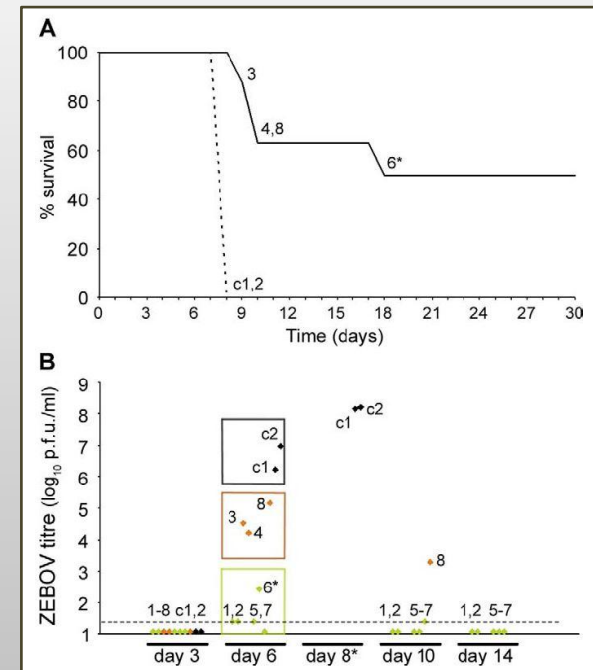 A
100
80
60
40
20
0
% survival
3
4,8
6*
c1,2
0 3 6 9 12 15 18 21 24 27 30
Time (days)
B
9
8
7
6
5
4
3
2
1
ZEBOV titre (log10 p.f.u./ml)
c1 c2
c2
c1
8
3
4
8
6*
1-8 c1,2 1,2 5,7 1,2 5-7 1,2 5-7
day 3 day 6 day 8* day 10 day 14